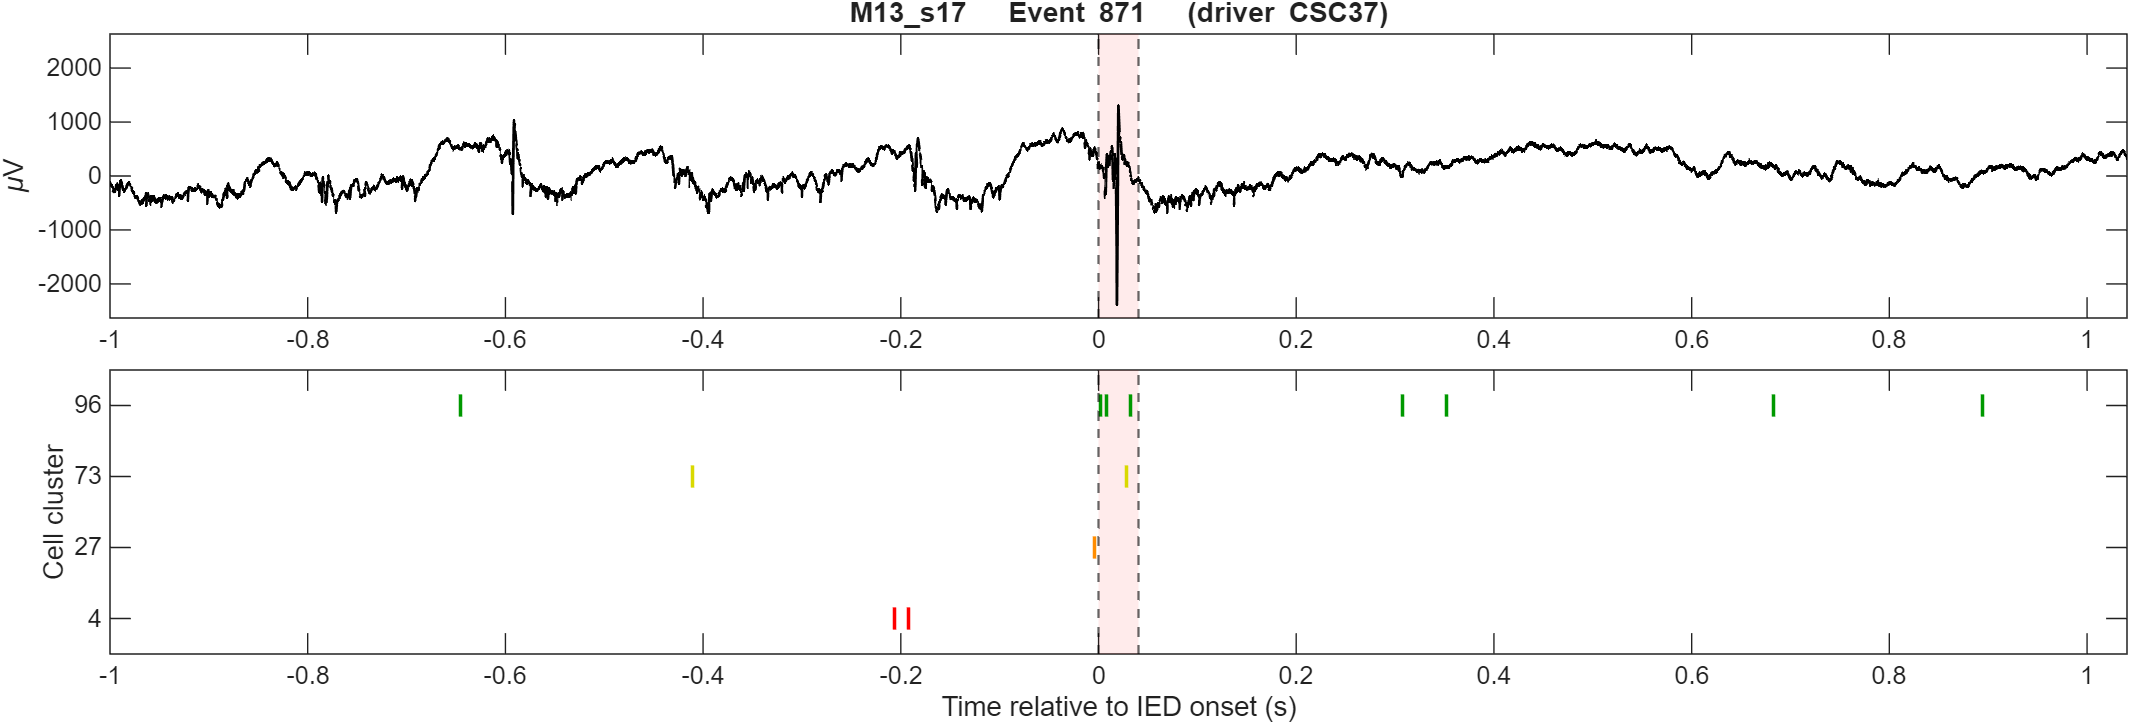 M13_s17 Event 871 (driver CSC37)
µV
2000
1000
0
-1000
-2000
-1 -0.8 -0.6 -0.4 -0.2 0 0.2 0.4 0.6 0.8 1
Cell cluster
96
73
27
4
-1 -0.8 -0.6 -0.4 -0.2 0 0.2 0.4 0.6 0.8 1
Time relative to IED onset (s)